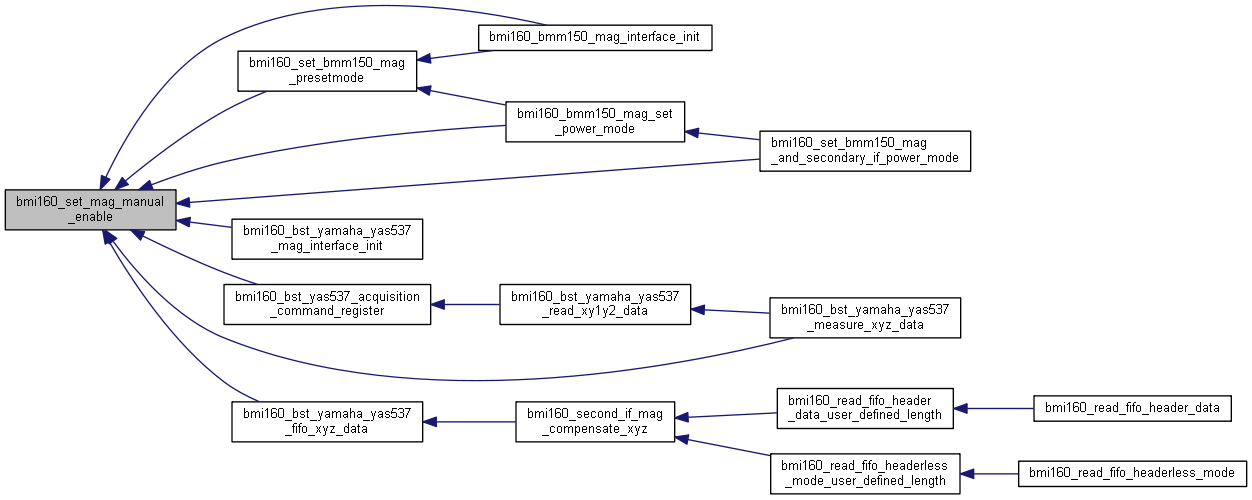 bmi160_bmm150_mag_interface_init
bmi160_set_bmm150_mag
_presetmode
bmi160_bmm150_mag_set
_power_mode
bmi160_set_bmm150_mag
_and_secondary_if_power_mode
bmi160_set_mag_manual
_enable
bmi160_bst_yamaha_yas537
_mag_interface_init
bmi160_bst_yas537_acquisition
_command_register
bmi160_bst_yamaha_yas537
_read_xy1y2_data
bmi160_bst_yamaha_yas537
_measure_xyz_data
bmi160_bst_yamaha_yas537
_fifo_xyz_data
bmi160_second_if_mag
_compensate_xyz
bmi160_read_fifo_header
_data_user_defined_length
bmi160_read_fifo_header_data
bmi160_read_fifo_headerless
_mode_user_defined_length
bmi160_read_fifo_headerless_mode